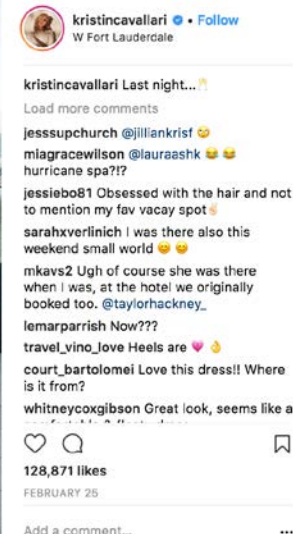 kristincavallari • Follow
W Fort Lauderdale
kristincavallari Last night...
Load more comments
jesssupchurch @jilliankrisf
miagracewilson @lauraashk
hurricane spa?!?
jessiebo81 Obsessed with the hair and not
to mention my fav vacay spot
sarahxverlinich I was there also this
weekend small world
mkavs2 Ugh of course she was there
when I was, at the hotel we originally
booked too. @taylorhackney_
lemarparrish Now???
travel_vino_love Heels are
court_bartolomei Love this dress!! Where
is it from?
whitneycoxgibson Great look, seems like a
128,871 likes
FEBRUARY 25
Add a comment...